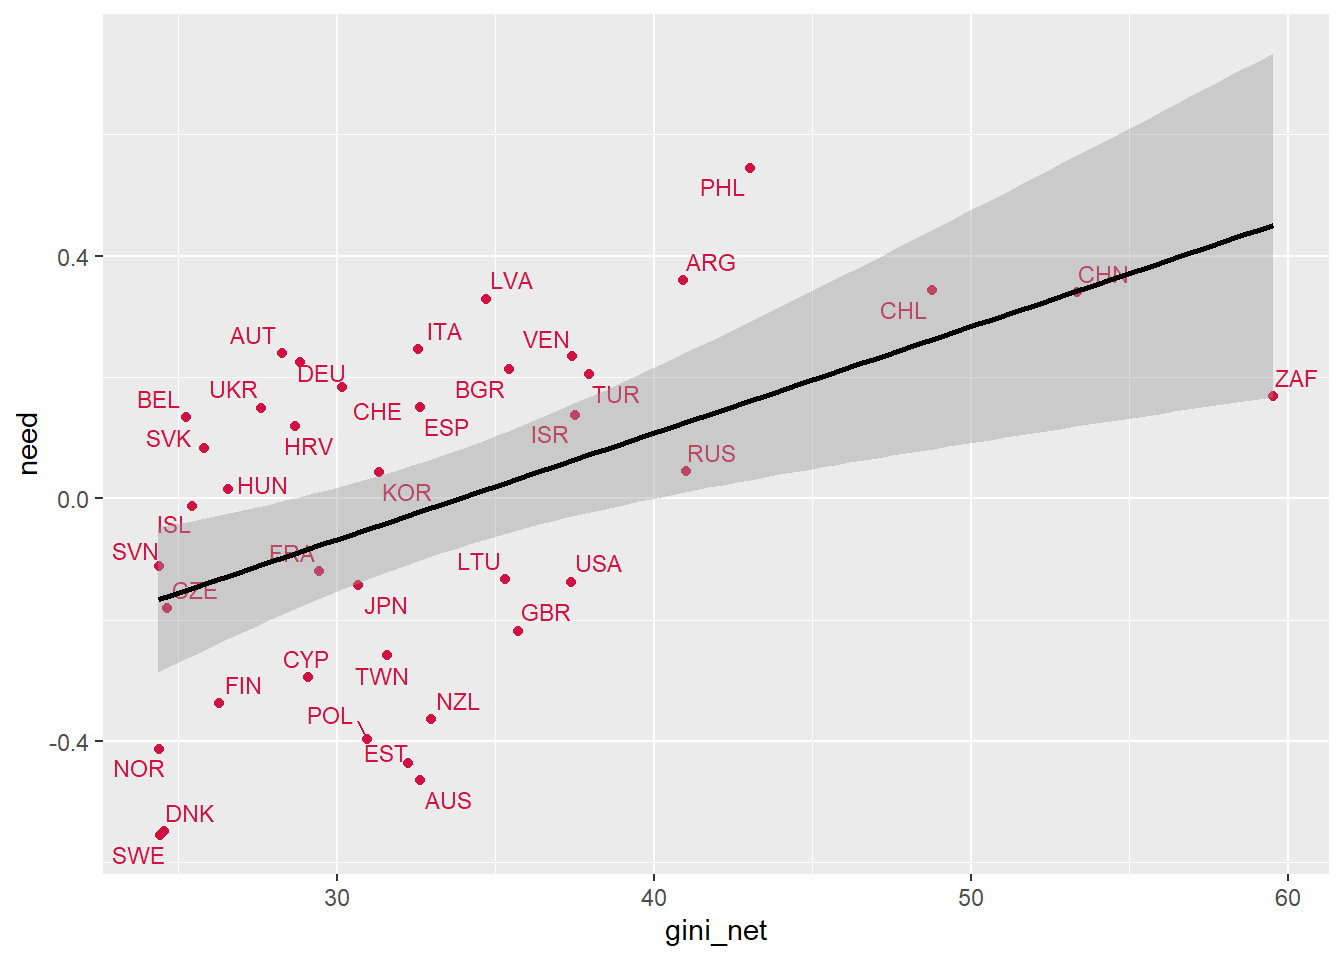 PHL
ARG
0.4
CHN
LVA
CHL
AUT
ITA
VEN
DEU
ZAF
UKR
BGR
TUR
BEL
CHE
ESP
SVK
HRV
ISR
need
RUS
HUN
KOR
0.0
ISL
SVN
FRA
LTU
USA
CZE
JPN
GBR
CYP
TWN
FIN
NZL
POL
-0.4
EST
NOR
AUS
DNK
SWE
30
40
50
60
gini_net